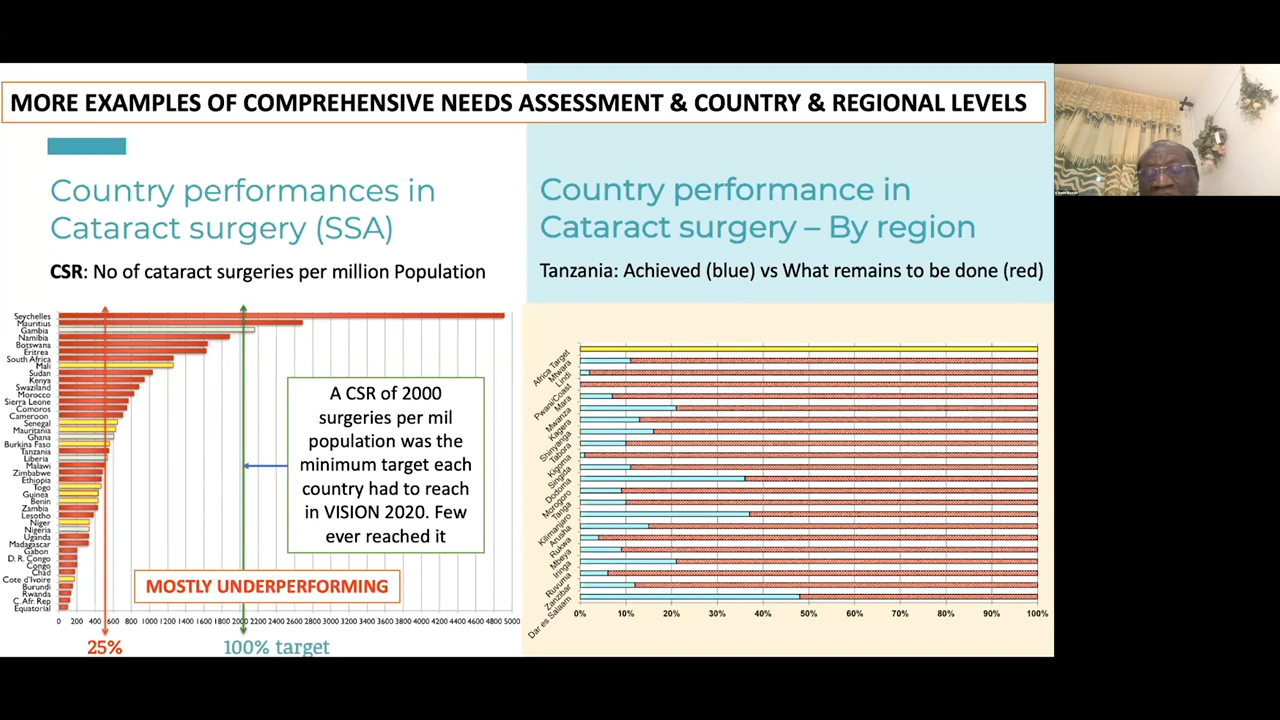 MORE EXAMPLES OF COMPREHENSIVE NEEDS ASSESSMENT & COUNTRY & REGIONAL LEVELS
Country performances in
Cataract surgery (SSA)
CSR: No of cataract surgeries per million Population
Seychelles
Mauritius
Gambia
Namibia
Botswana
Eritrea
South Africa
Mali
Sudan
Kenya
Swaziland
Morocco
Sierra Leone
Comoros
Cameroon
Senegal
Mauritania
Ghana
Burkina Faso
Tanzania
Liberia
Malawi
Zimbabwe
Ethiopia
Togo
Guinea
Benin
Zambia
Lesotho
Niger
Nigeria
Uganda
Madagascar
Gabon
D. R. Congo
Congo
Chad
Cote d'Ivoire
Burundi
Rwanda
C. Afr Rep
Equatorial
A CSR of 2000
surgeries per mil
population was the
minimum target each
country had to reach
in VISION 2020. Few
ever reached it
MOSTLY UNDERPERFORMING
0 200 400 600 800 1000 1200 1400 1600 1800 2000 2200 2400 2600 2800 3000 3200 3400 3600 3800 4000 4200 4400 4600 4800 5000
25%
100% target
Country performance in
Cataract surgery – By region
Tanzania: Achieved (blue) vs What remains to be done (red)
Africa Target
Mtwara
Lindi
Pwani/Coast
Mara
Mwanza
Kagera
Shinyanga
Tabora
Kigoma
Singida
Dodoma
Morogoro
Tanga
Kilimanjaro
Arusha
Rukwa
Mbeya
Iringa
Ruvuma
Zanzibar
Dar es Salaam
0% 10% 20% 30% 40% 50% 60% 70% 80% 90% 100%